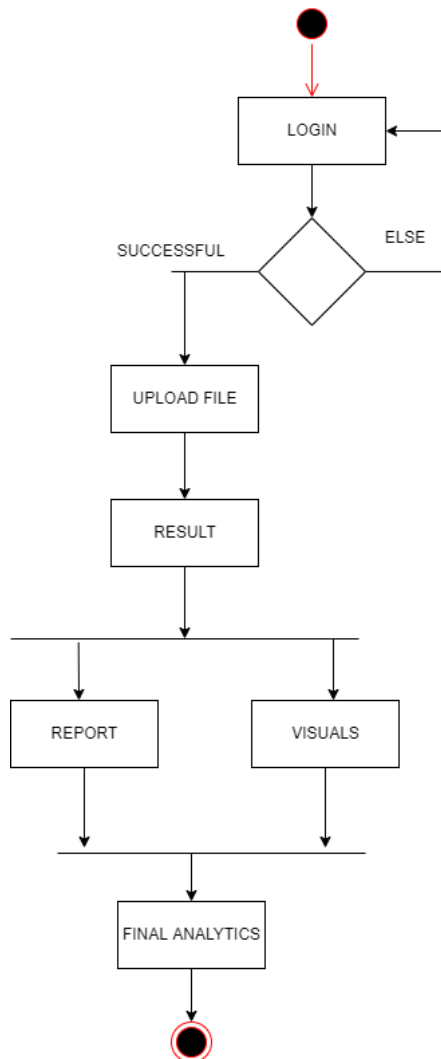 LOGIN
SUCCESSFUL
ELSE
UPLOAD FILE
RESULT
REPORT
VISUALS
FINAL ANALYTICS